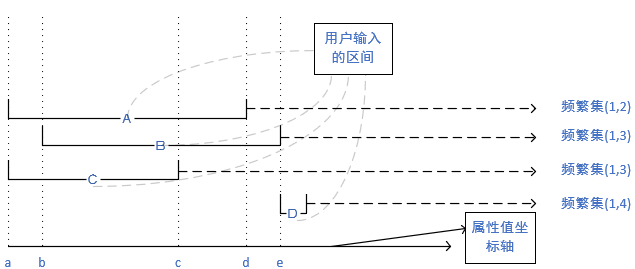 用户输入
的区间
A
频繁集(1,2)
B
频繁集(1,3)
C
频繁集(1,3)
D
频繁集(1,4)
属性值坐
标轴
a b c d e